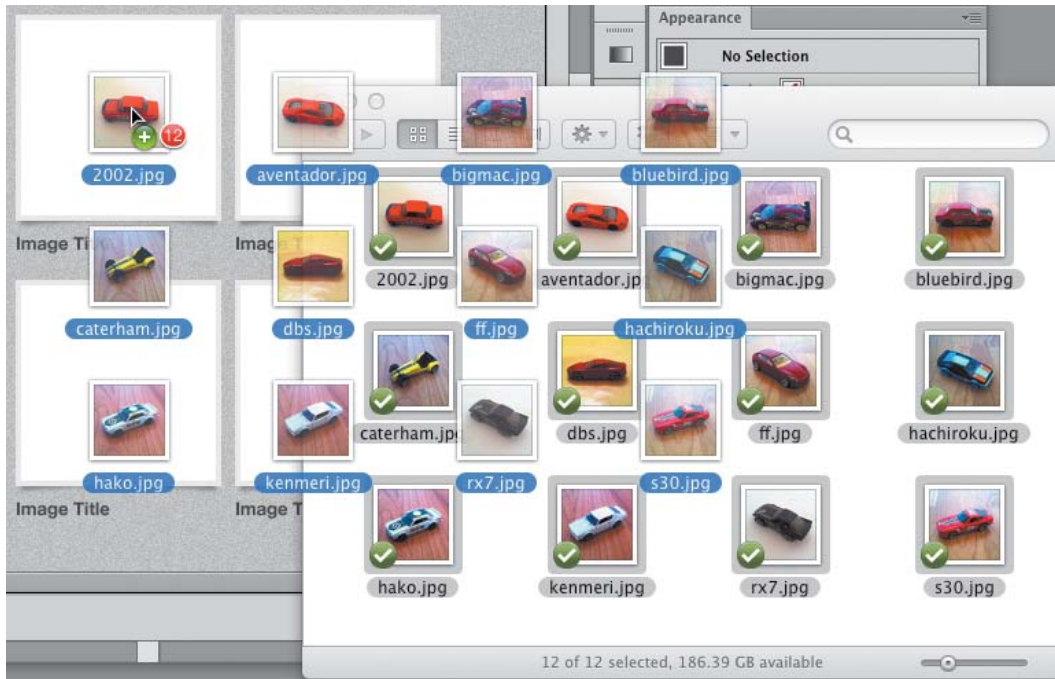 Appearance
No Selection
12
2002.jpg
aventador.jpg
bigmac.jpg
bluebird.jpg
2002.jpg
aventador.jp
bigmac.jpg
bluebird.jpg
Image
Image
caterham.jpg
dbs.jpg
ff.jpg
hachiroku.jpg
caterham.jpg
dbs.jpg
ff.jpg
hachiroku.jpg
hako.jpg
kenmeri.jpg
rx7.jpg
s30.jpg
Image Title
Image T
hako.jpg
kenmeri.jpg
rx7.jpg
s30.jpg
12 of 12 selected, 186.39 GB available